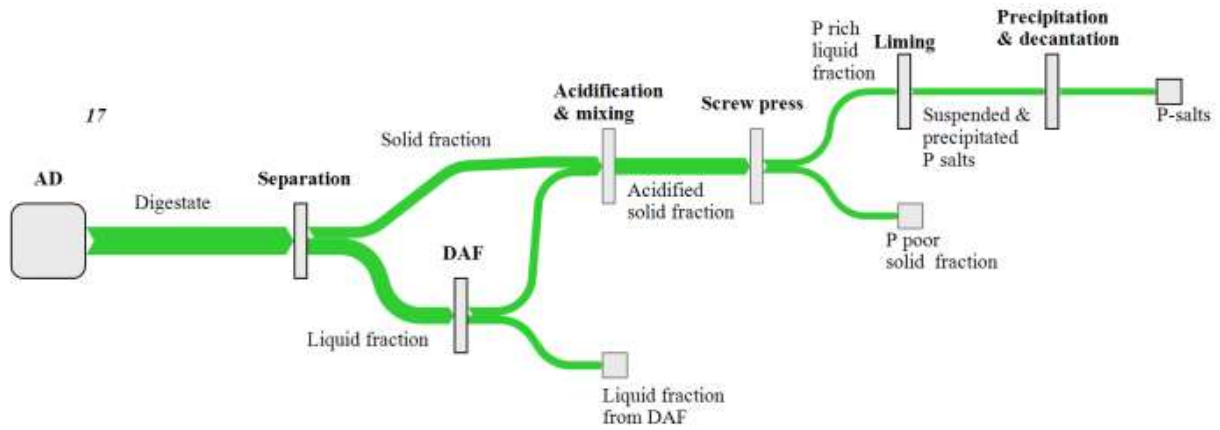 17
AD
Digestate
Separation
Solid fraction
Liquid fraction
DAF
Liquid fraction
from DAF
Acidification
& mixing
Acidified
solid fraction
Screw press
P rich
liquid
fraction
Liming
Suspended &
precipitated
P salts
Precipitation
& decantation
P-salts
P poor
solid fraction